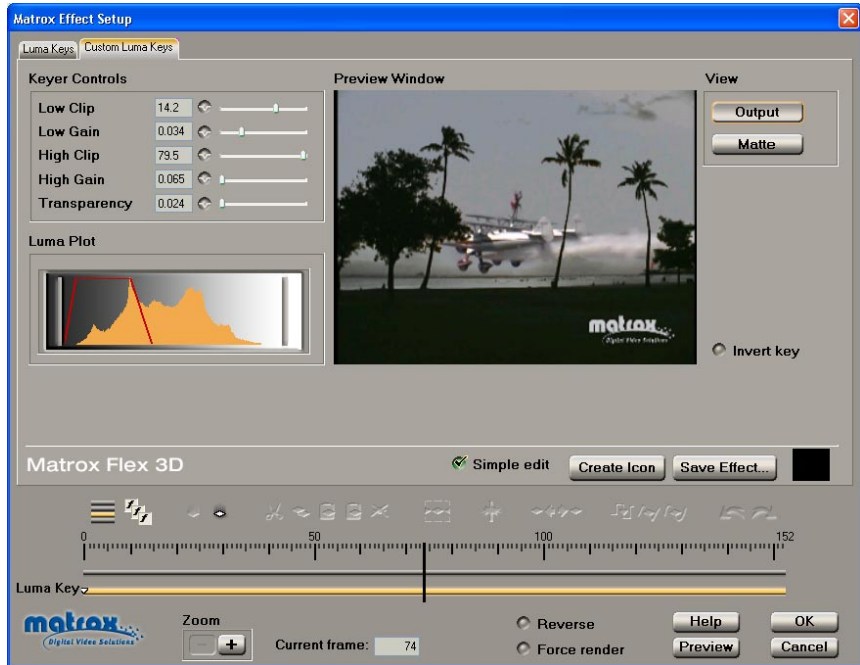 Matrox Effect Setup
Luma Keys Custom Luma Keys
Keyer Controls
Low Clip 14.2
Low Gain 0.034
High Clip 79.5
High Gain 0.065
Transparency 0.024
Luma Plot
Preview Window
matrox
Digital Video Solutions
View
Output
Matte
Invert key
Matrox Flex 3D
Simple edit
Create Icon
Save Effect...
0 50 100 152
Luma Key
matrox
Digital Video Solutions
Zoom
Current frame: 74
Reverse
Force render
Help
OK
Preview
Cancel